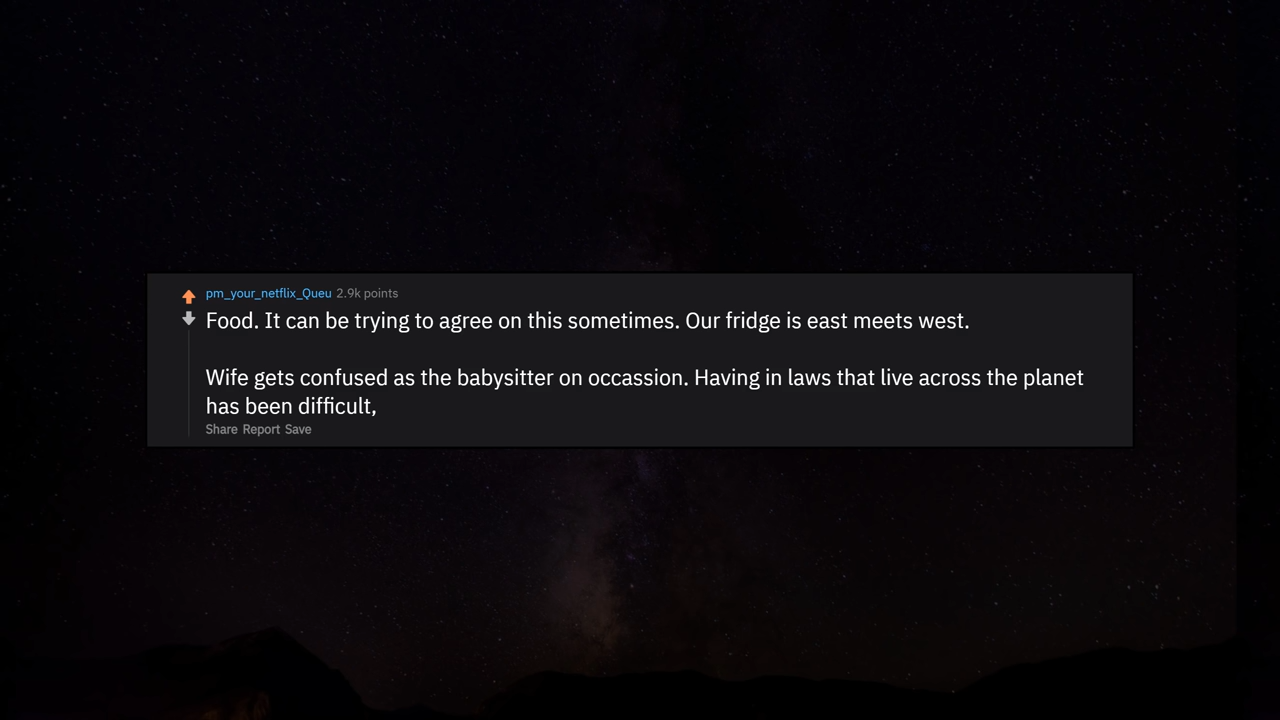 pm_your_netflix_Queu 2.9k points
Food. It can be trying to agree on this sometimes. Our fridge is east meets west.
Wife gets confused as the babysitter on occassion. Having in laws that live across the planet
has been difficult,
Share Report Save